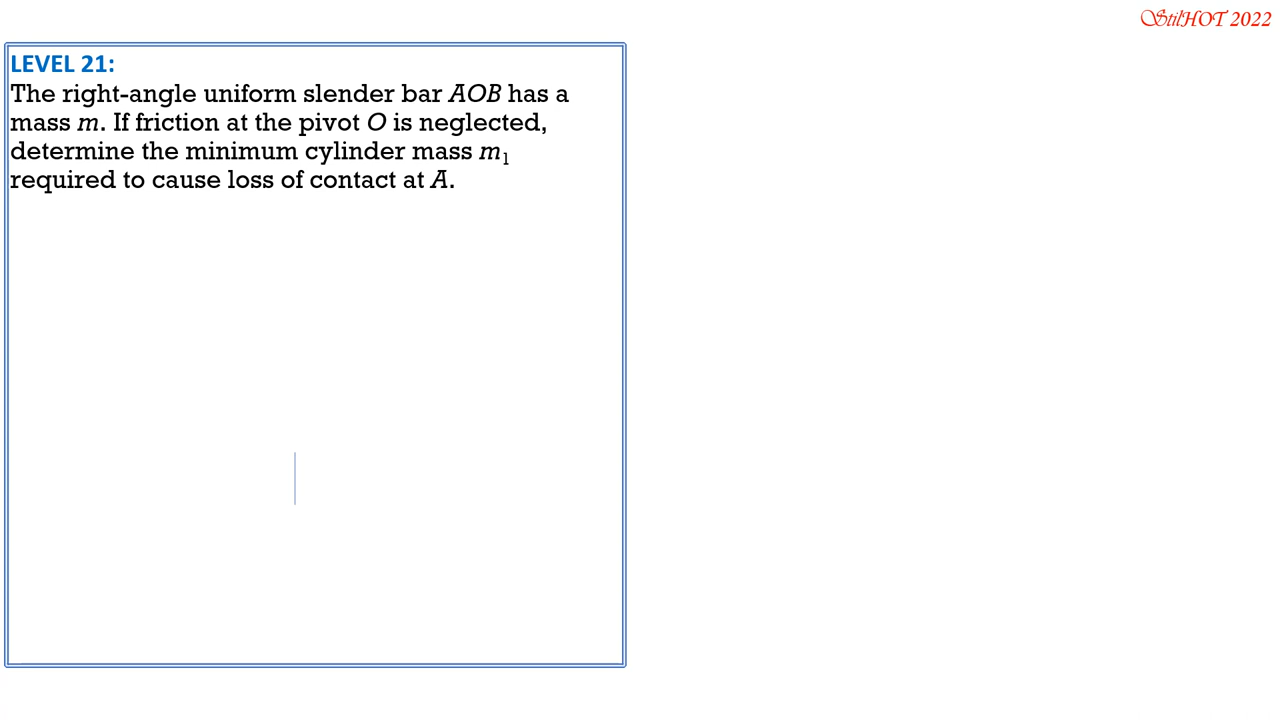 StilHOT 2022
LEVEL 21:
The right-angle uniform slender bar AOB has a
mass m. If friction at the pivot O is neglected,
determine the minimum cylinder mass m₁
required to cause loss of contact at A.